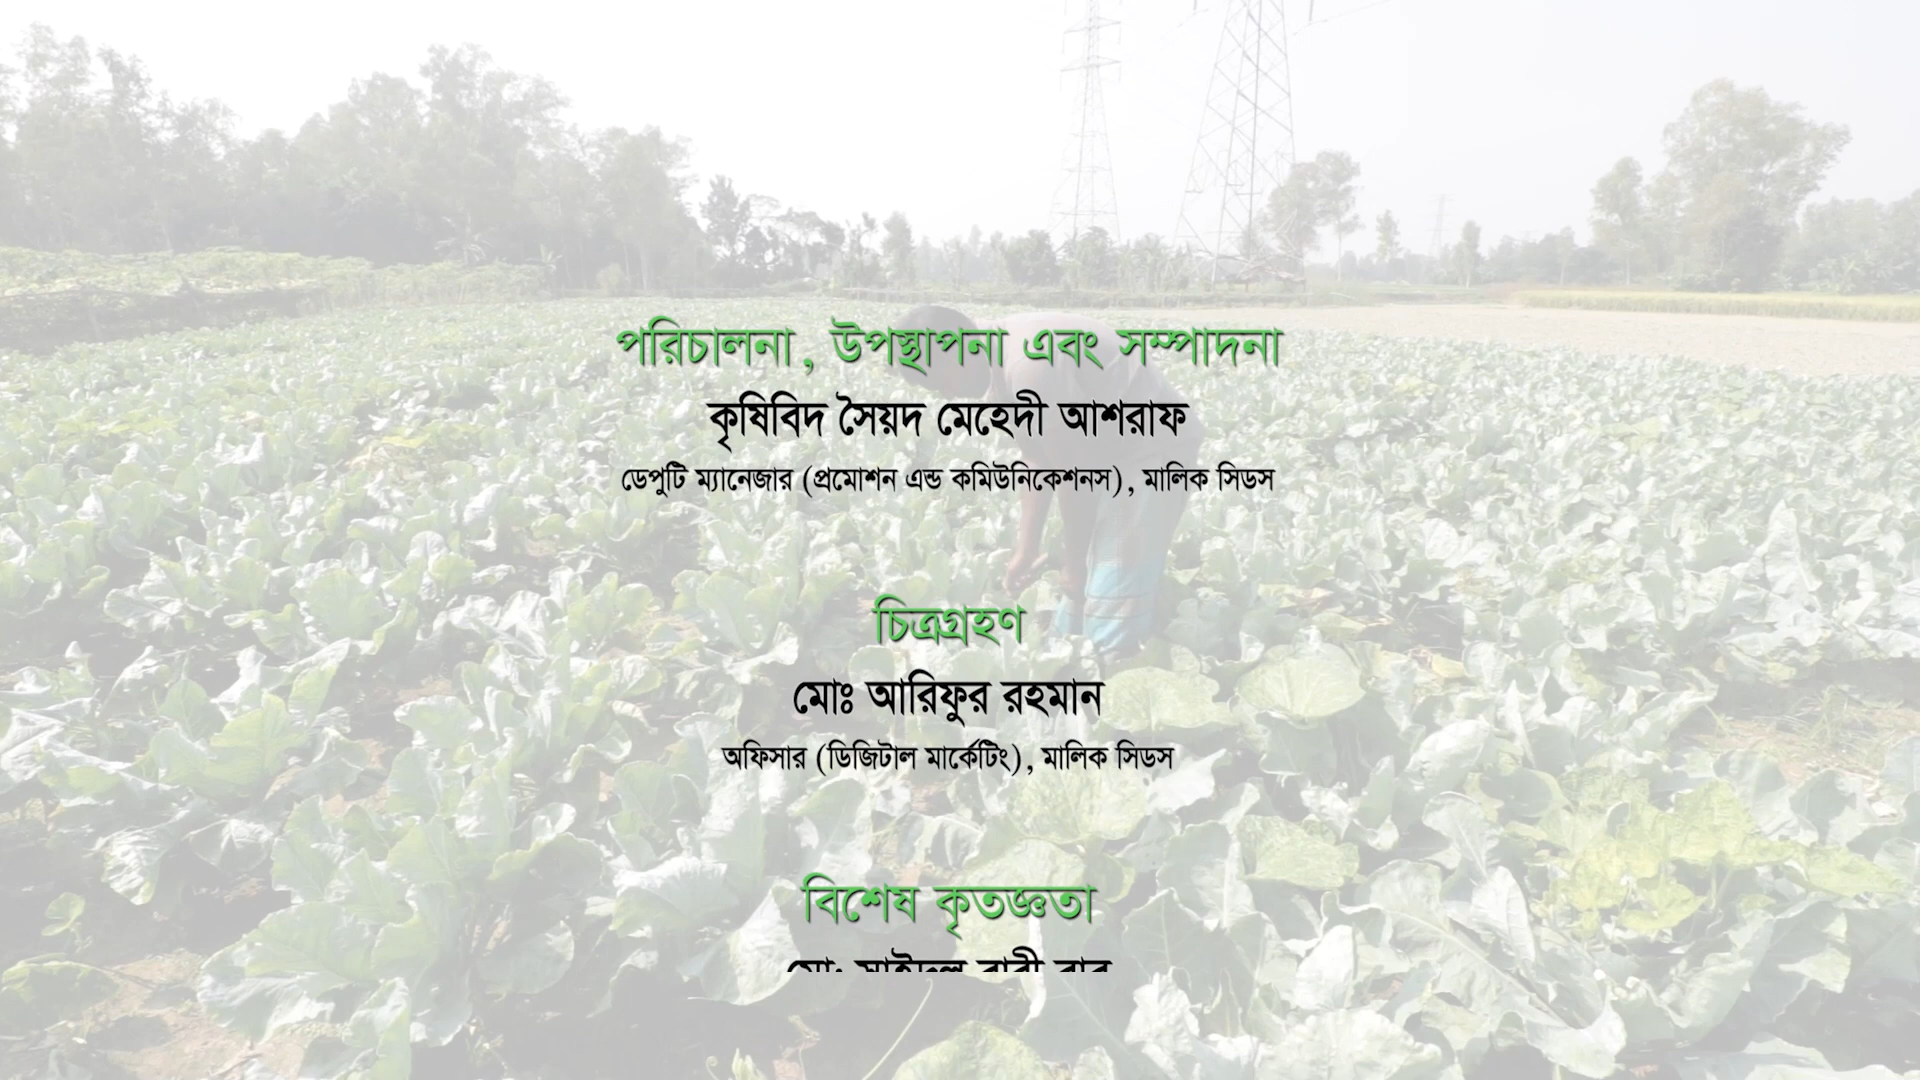 পরিচালনা, উপস্থাপনা এবং সম্পাদনা
কৃষিবিদ সৈয়দ মেহেদী আশরাফ
ডেপুটি ম্যানেজার (প্রমোশন এন্ড কমিউনিকেশনস), মালিক সিডস
চিত্রগ্রহণ
মোঃ আরিফুর রহমান
অফিসার (ডিজিটাল মার্কেটিং), মালিক সিডস
বিশেষ কৃতজ্ঞতা
মোঃ